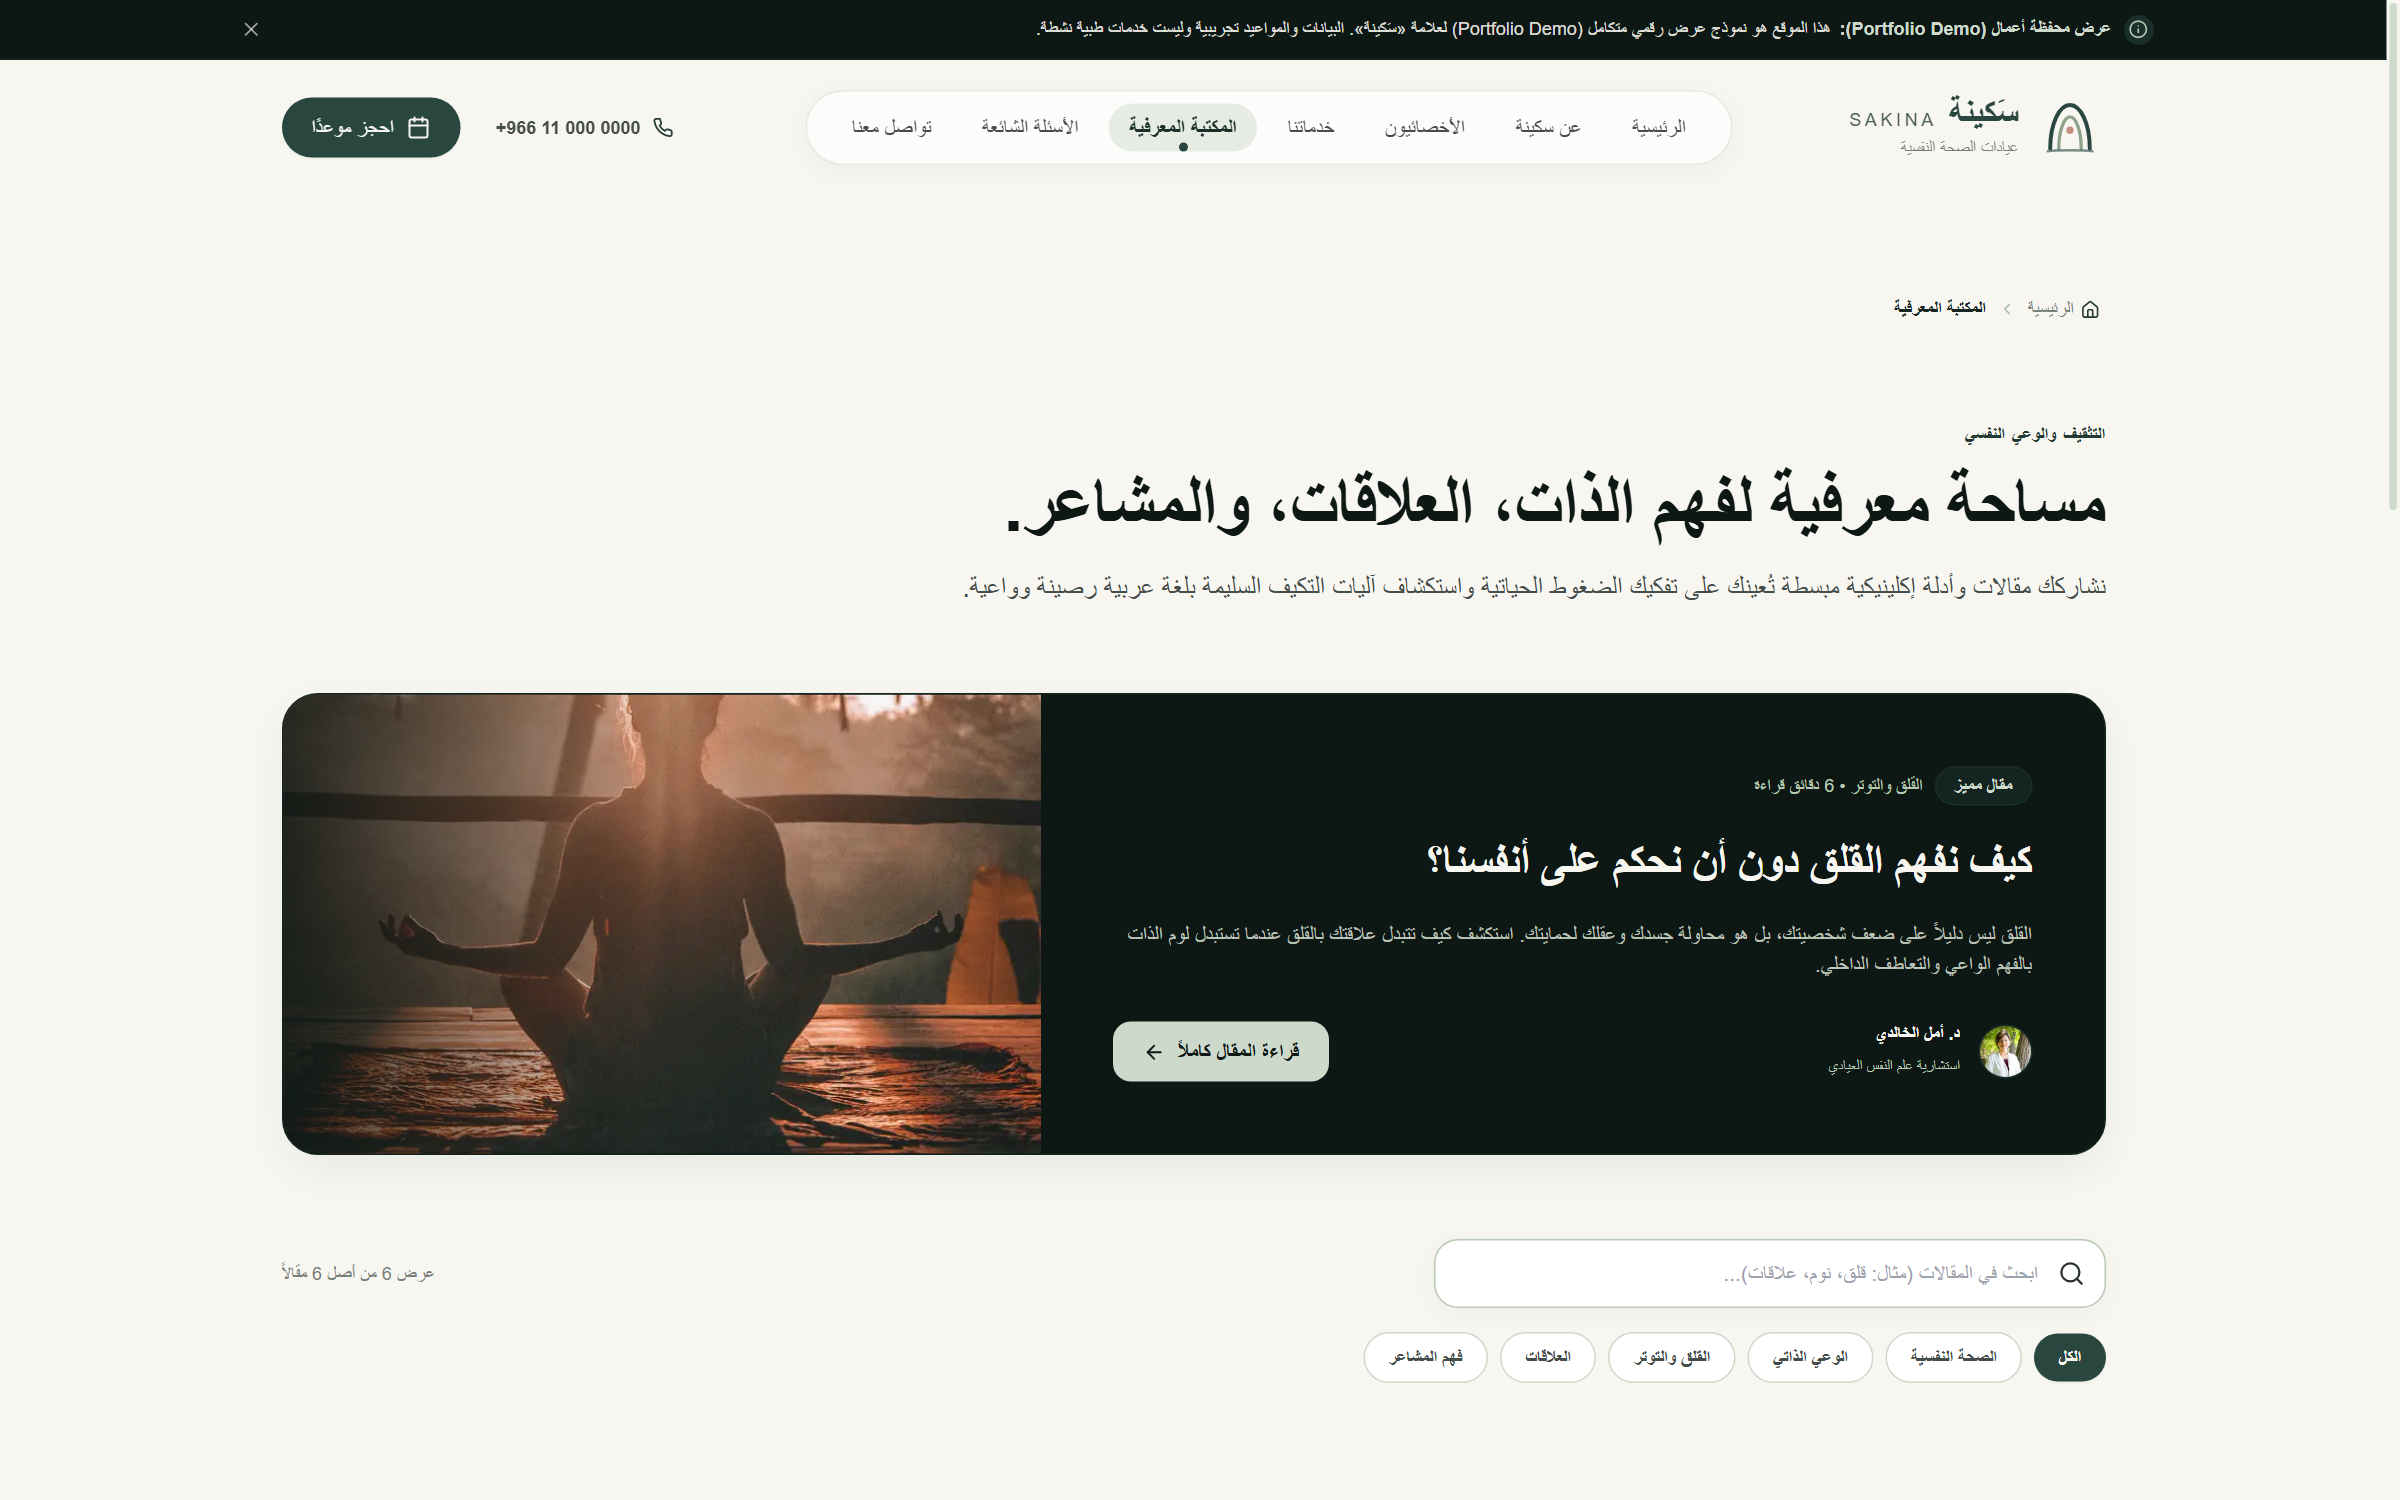 عرض محفظة أعمال (Portfolio Demo): هذا الموقع هو نموذج عرض رقمي متكامل (Portfolio Demo) لعلامة «سَكينة». البيانات والمواعيد تجريبية وليست خدمات طبية نشطة.
سَكينة SAKINA
عيادات الصحة النفسية
الرئيسية
عن سكينة
الأخصائيون
خدماتنا
المكتبة المعرفية
الأسئلة الشائعة
تواصل معنا
+966 11 000 0000
احجز موعدًا
الرئيسية
المكتبة المعرفية
التثقيف والوعي النفسي
مساحة معرفية لفهم الذات، العلاقات، والمشاعر.
نشاركك مقالات وأدلة إكلينيكية مبسطة تُعينك على تفكيك الضغوط الحياتية واستكشاف آليات التكيف السليمة بلغة عربية رصينة وواعية.
مقال مميز
القلق والتوتر • 6 دقائق قراءة
كيف نفهم القلق دون أن نحكم على أنفسنا؟
القلق ليس دليلاً على ضعف شخصيتك، بل هو محاولة جسدك وعقلك لحمايتك. استكشف كيف تتبدل علاقتك بالقلق عندما تستبدل لوم الذات
بالفهم الواعي والتعاطف الداخلي.
د. أمل الخالدي
استشارية علم النفس العيادي
قراءة المقال كاملاً
ابحث في المقالات (مثال: قلق، نوم، علاقات)...
عرض 6 من أصل 6 مقالاً
الكل
الصحة النفسية
الوعي الذاتي
القلق والتوتر
العلاقات
فهم المشاعر